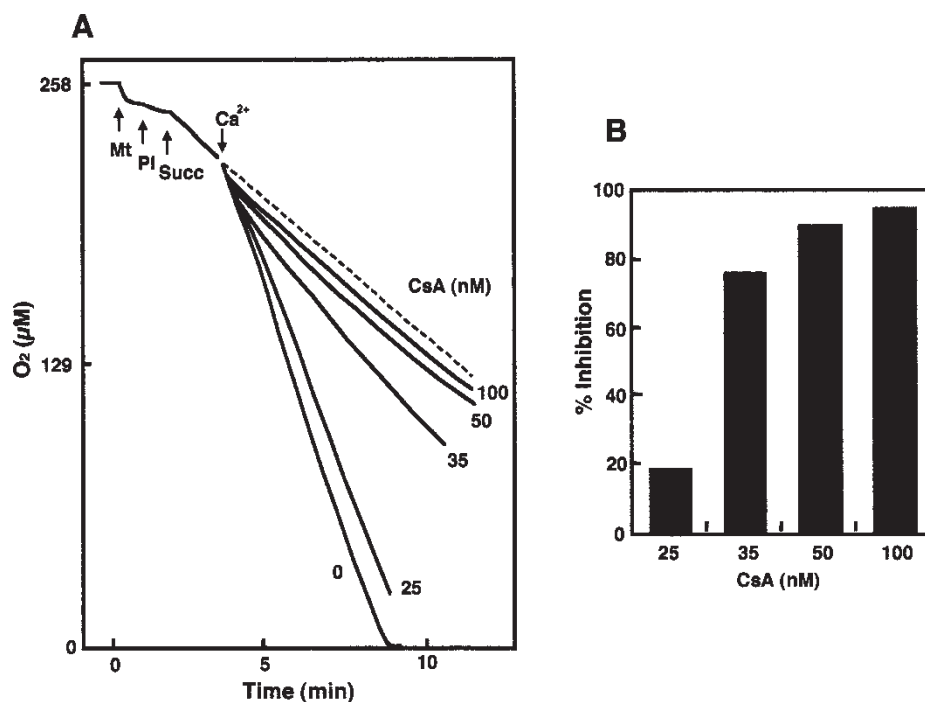 A
258
129
0
O₂ (µM)
Mt
PI
Succ
Ca²⁺
CsA (nM)
100
50
35
25
0
0
5
10
Time (min)
B
100
80
60
40
20
0
% Inhibition
25
35
50
100
CsA (nM)